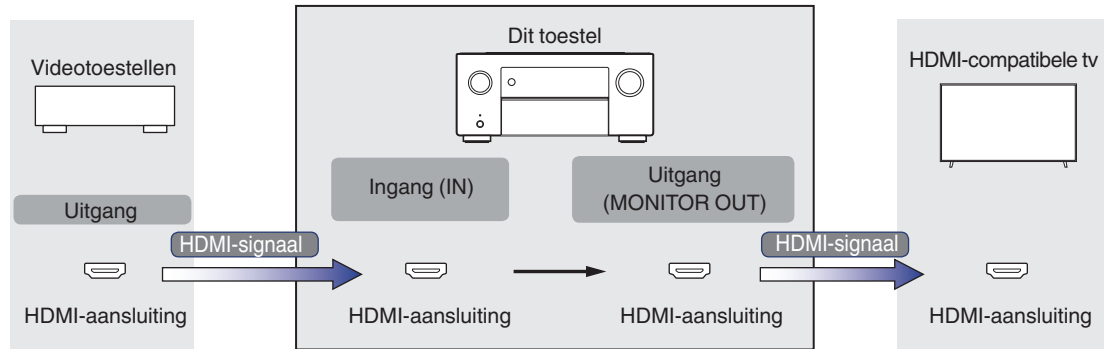 Dit toestel
Videotoestellen
HDMI-compatibele tv
Ingang (IN)
Uitgang
(MONITOR OUT)
Uitgang
HDMI-signaal
HDMI-signaal
HDMI-aansluiting
HDMI-aansluiting
HDMI-aansluiting
HDMI-aansluiting